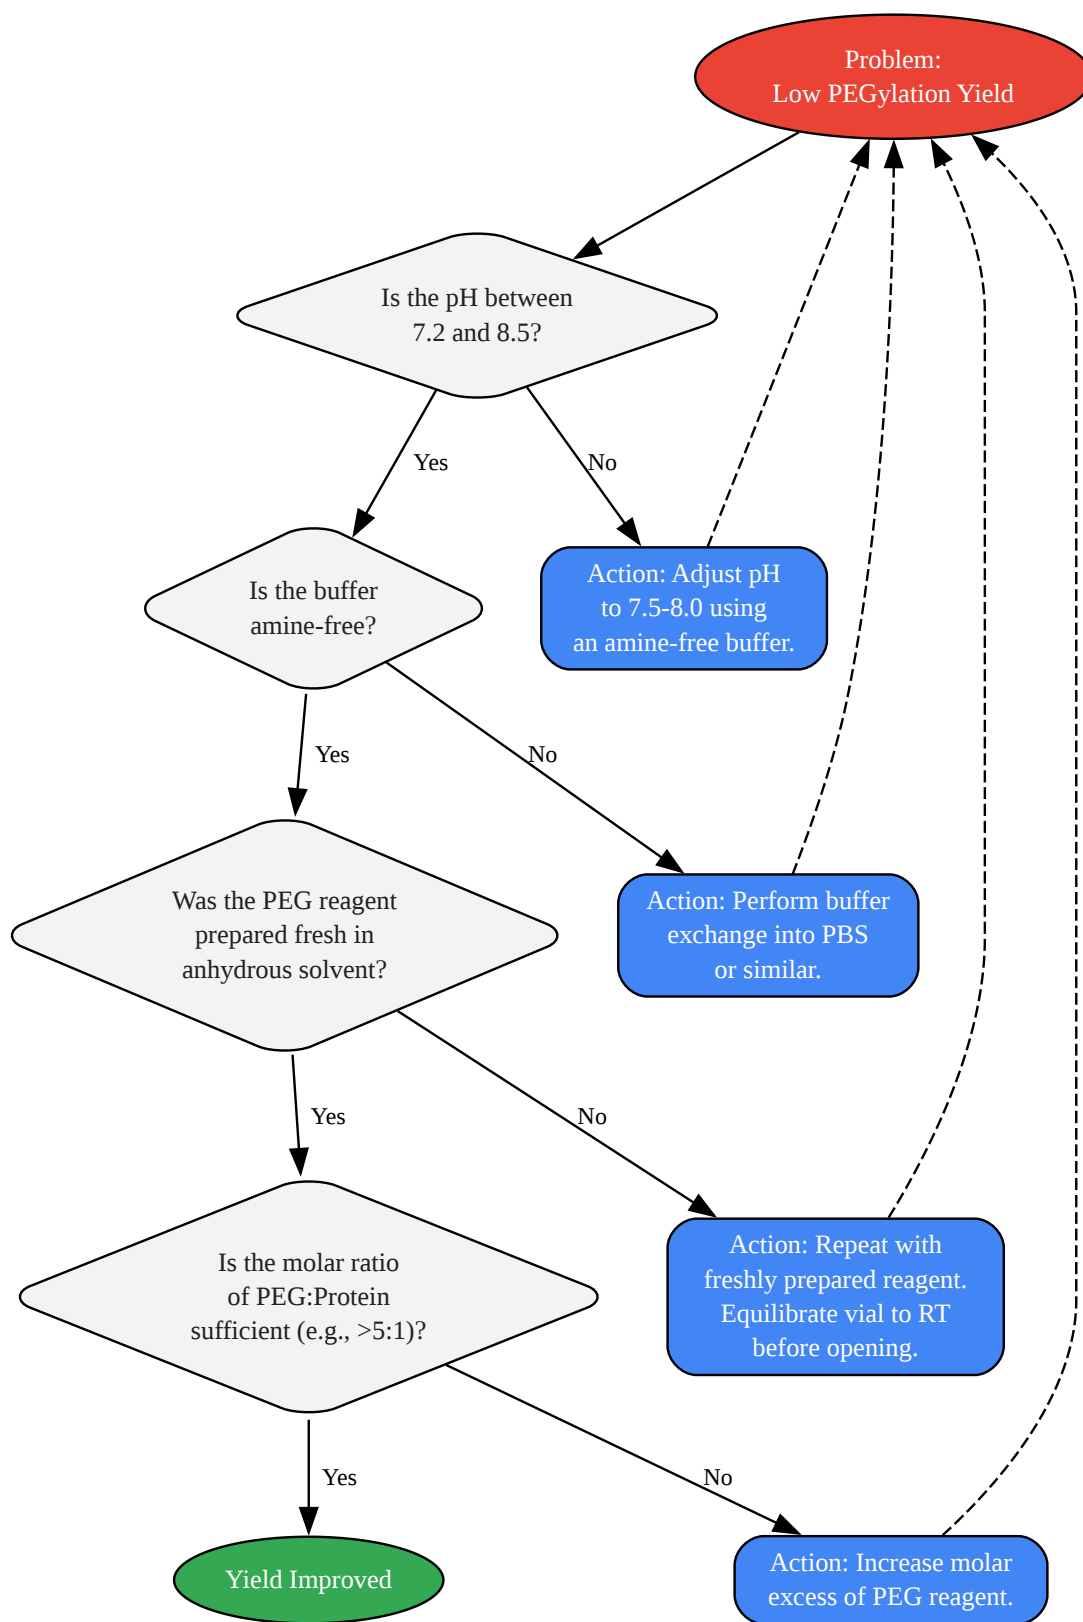 Problem:
Low PEGylation Yield
Is the pH between
7.2 and 8.5?
Yes
No
Is the buffer
amine-free?
Action: Adjust pH
to 7.5-8.0 using
an amine-free buffer.
Yes
No
Was the PEG reagent
prepared fresh in
anhydrous solvent?
Action: Perform buffer
exchange into PBS
or similar.
Yes
No
Is the molar ratio
of PEG:Protein
sufficient (e.g., >5:1)?
Action: Repeat with
freshly prepared reagent.
Equilibrate vial to RT
before opening.
Yes
No
Yield Improved
Action: Increase molar
excess of PEG reagent.